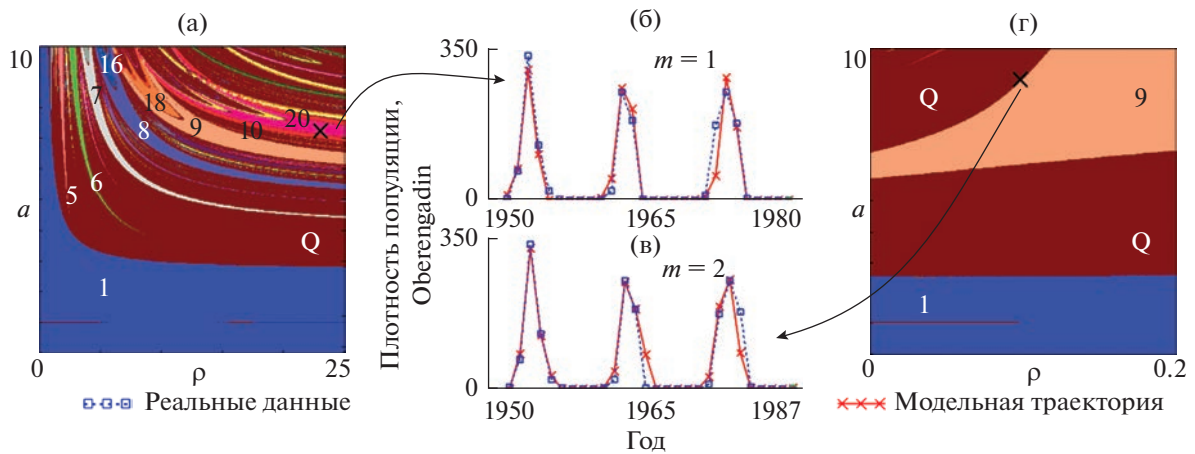 (а)
10
a
16
7
18
8
9
10
20
5
6
Q
1
0
ρ
25
(б)
350
m = 1
0
1950
1965
1980
Плотность популяции,
Oberengadin
(в)
350
m = 2
0
1950
1965
1987
Год
(г)
10
a
Q
9
Q
1
0
ρ
0.2
Реальные данные
Модельная траектория